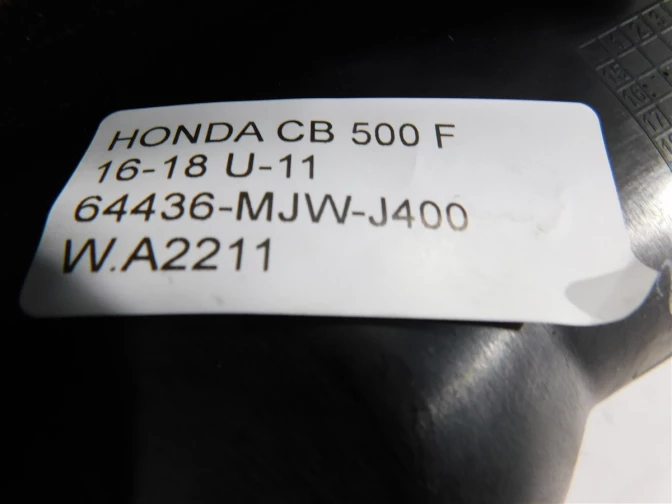 HONDA CB 500 F
16-18 U-11
64436-MJW-J400
W.A2211